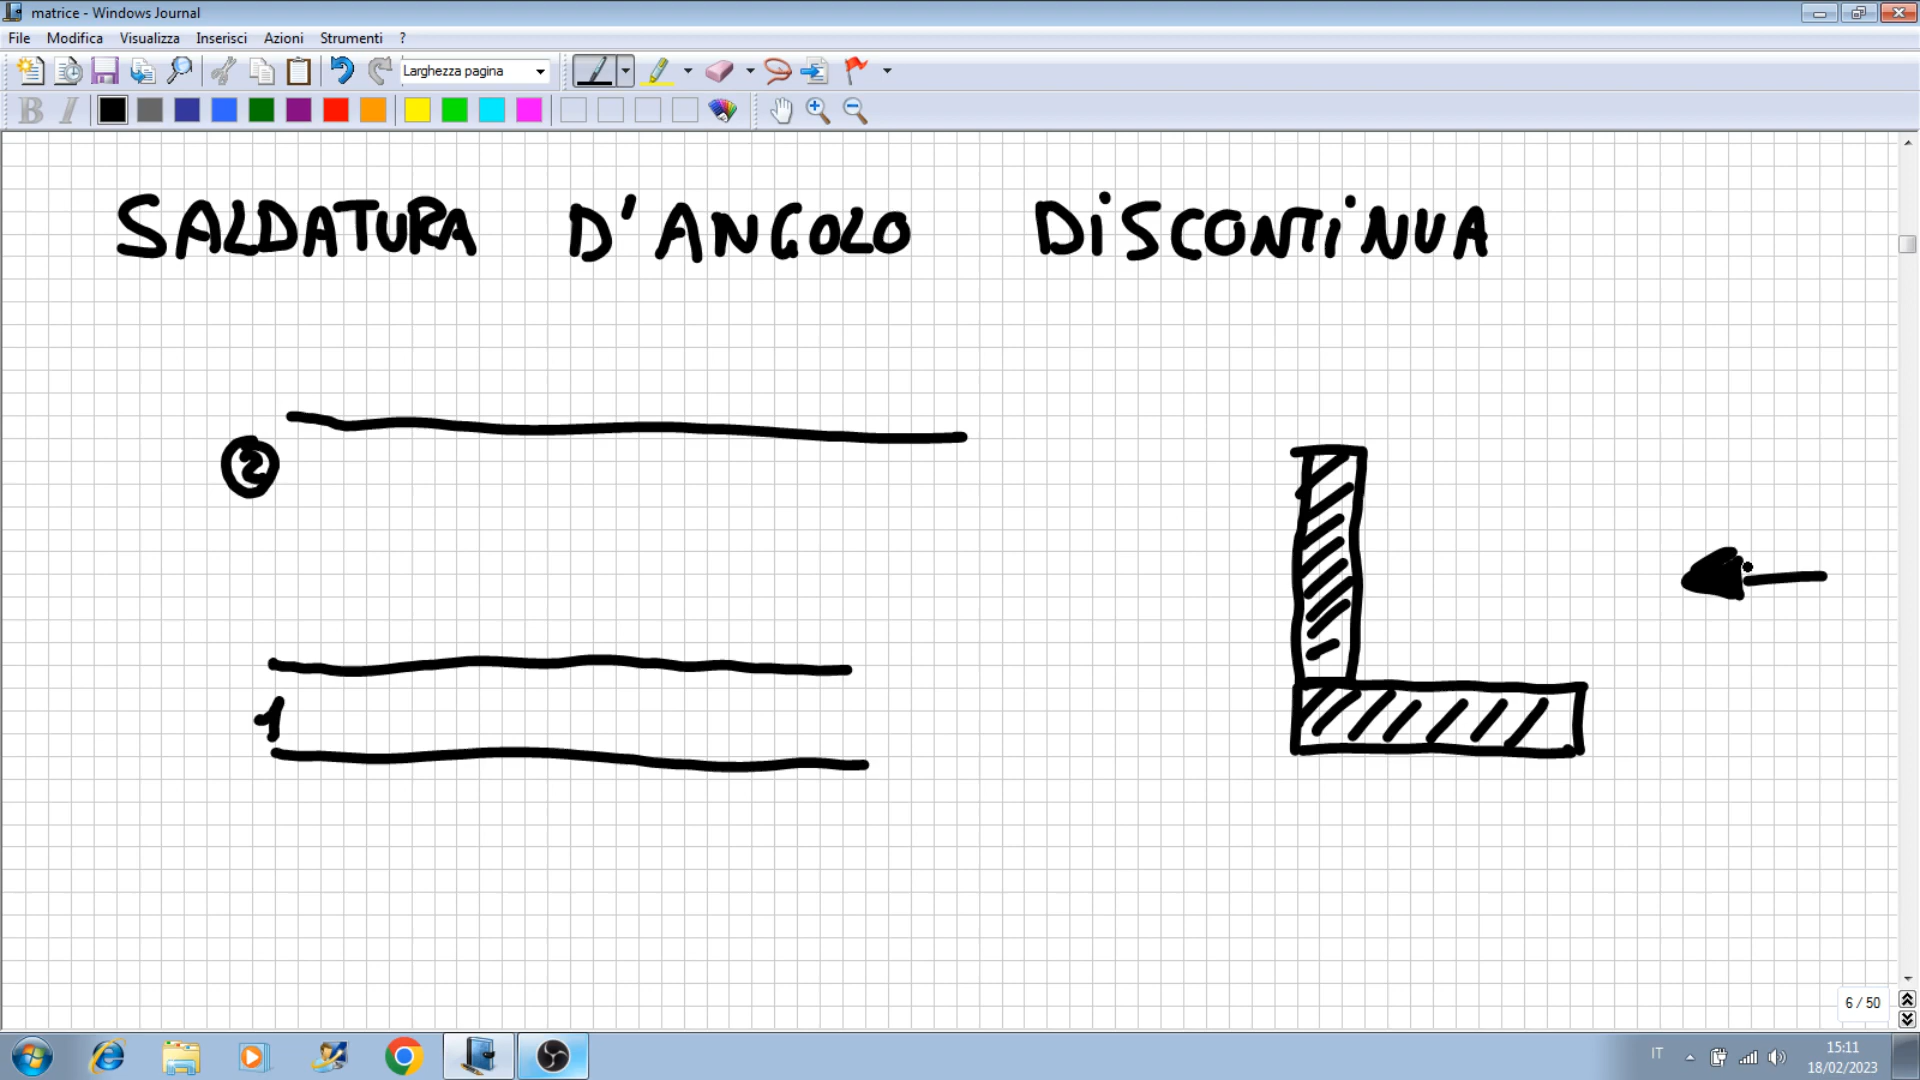 matrice - Windows Journal
File Modifica Visualizza Inserisci Azioni Strumenti ?
Larghezza pagina
B I
SALDATURA D'ANGOLO DiSCONTiNUA
2
1
6 / 50
IT
15:11
18/02/2023